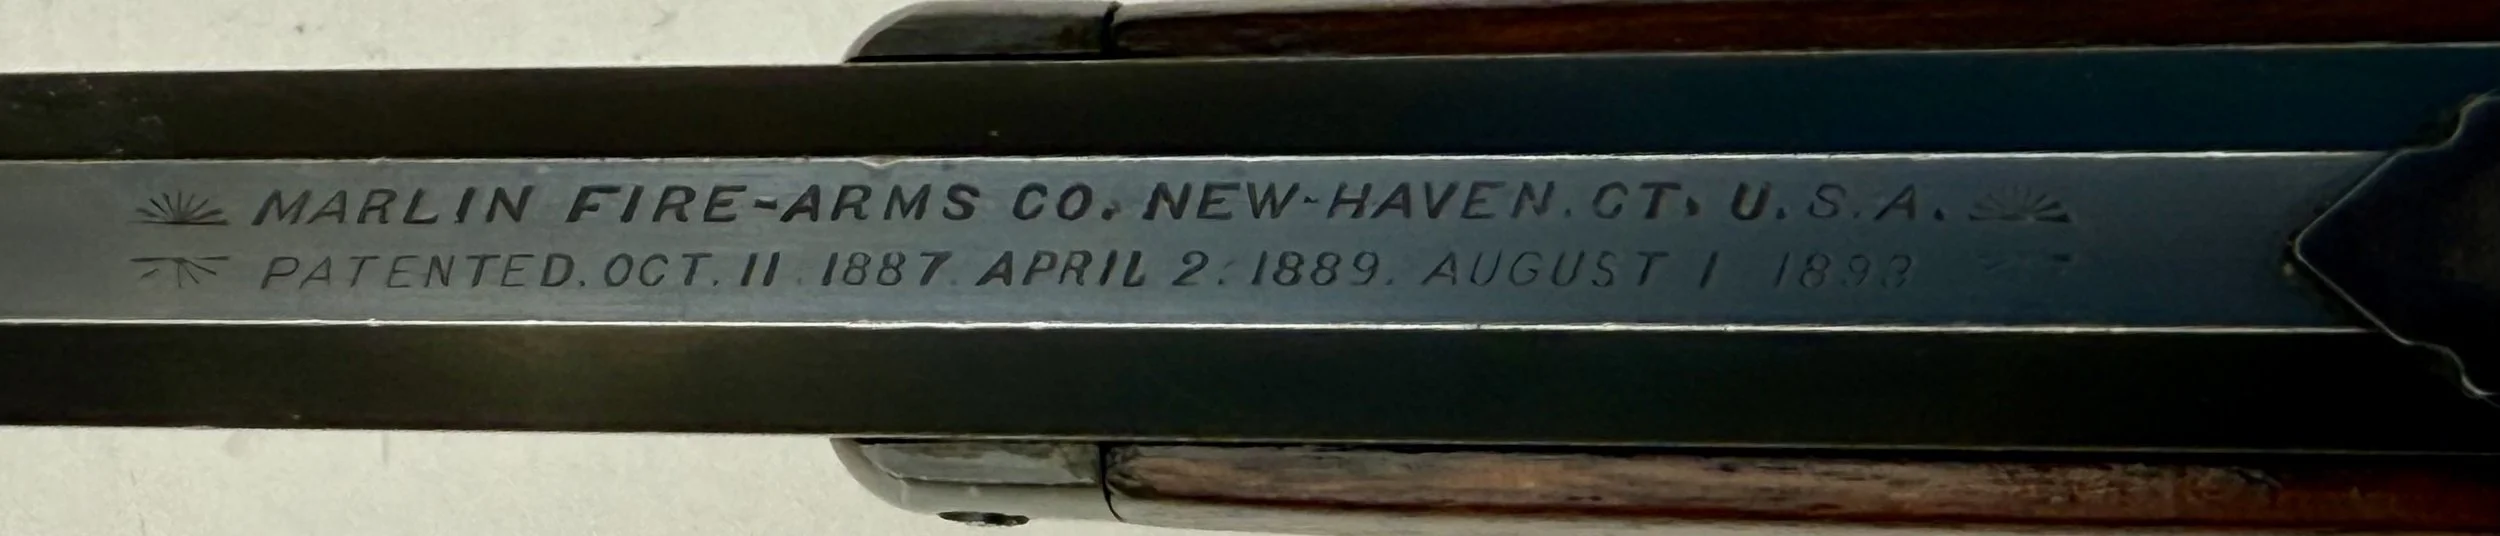 MARLIN FIRE-ARMS CO. NEW-HAVEN. CT. U.S.A.
PATENTED. OCT. 11. 1887. APRIL 2. 1889. AUGUST 1 1893